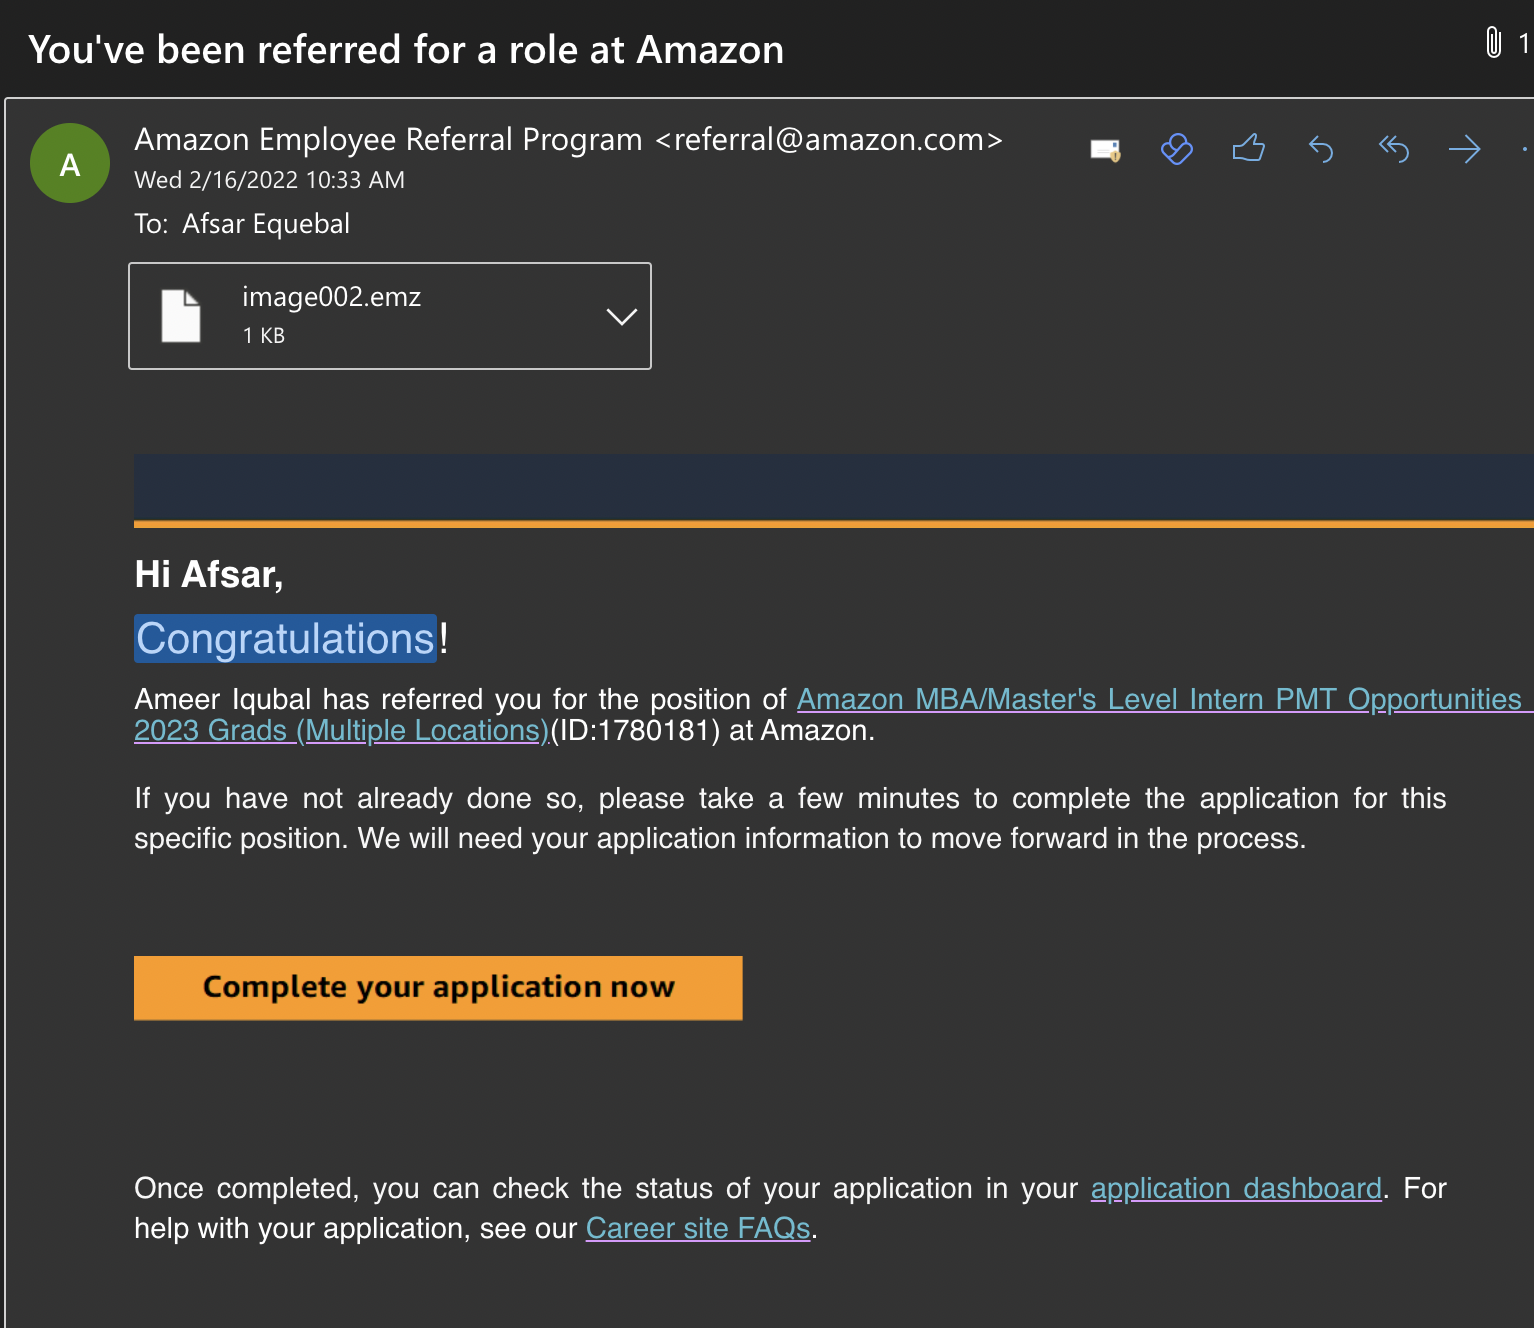 You've been referred for a role at Amazon
1
A
Amazon Employee Referral Program <referral@amazon.com>
Wed 2/16/2022 10:33 AM
To: Afsar Equebal
image002.emz
1 KB
Hi Afsar,
Congratulations!
Ameer Iqubal has referred you for the position of Amazon MBA/Master's Level Intern PMT Opportunities
2023 Grads (Multiple Locations)(ID:1780181) at Amazon.
If you have not already done so, please take a few minutes to complete the application for this
specific position. We will need your application information to move forward in the process.
Complete your application now
Once completed, you can check the status of your application in your application dashboard. For
help with your application, see our Career site FAQs.